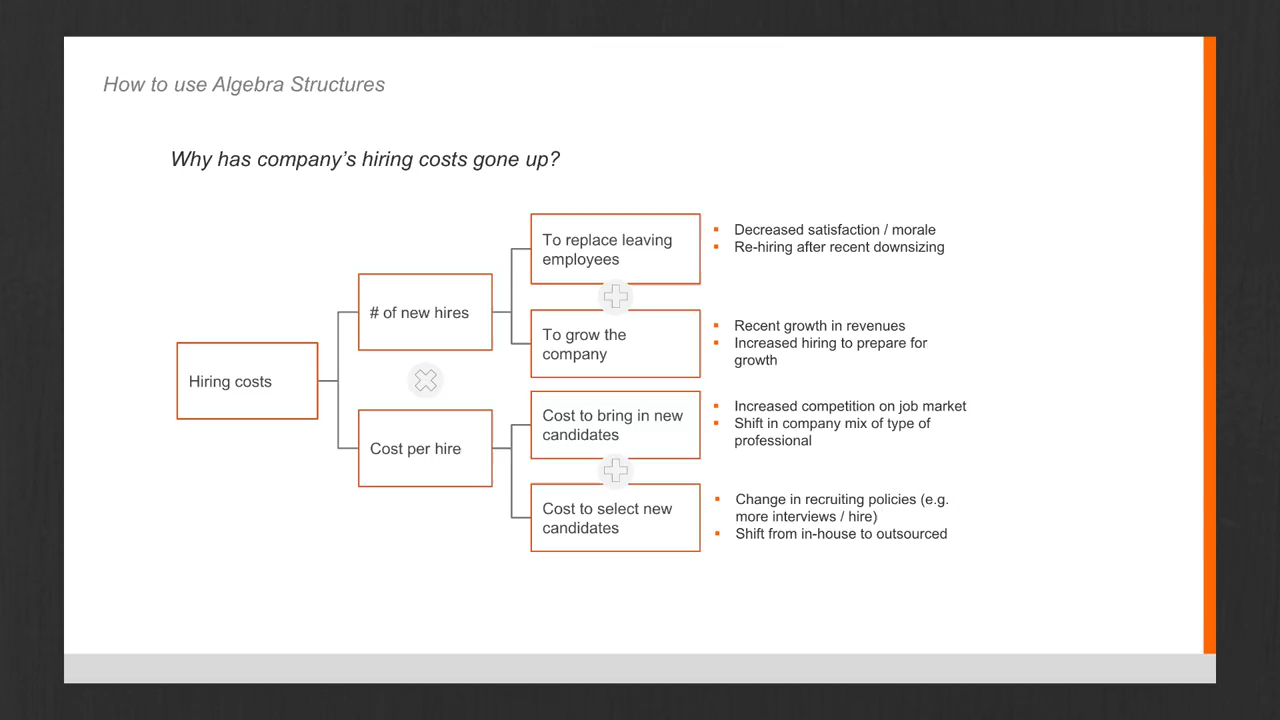 How to use Algebra Structures
Why has company's hiring costs gone up?
Hiring costs
# of new hires
Cost per hire
To replace leaving
employees
Decreased satisfaction / morale
Re-hiring after recent downsizing
To grow the
company
Recent growth in revenues
Increased hiring to prepare for
growth
Cost to bring in new
candidates
Increased competition on job market
Shift in company mix of type of
professional
Cost to select new
candidates
Change in recruiting policies (e.g.
more interviews / hire)
Shift from in-house to outsourced